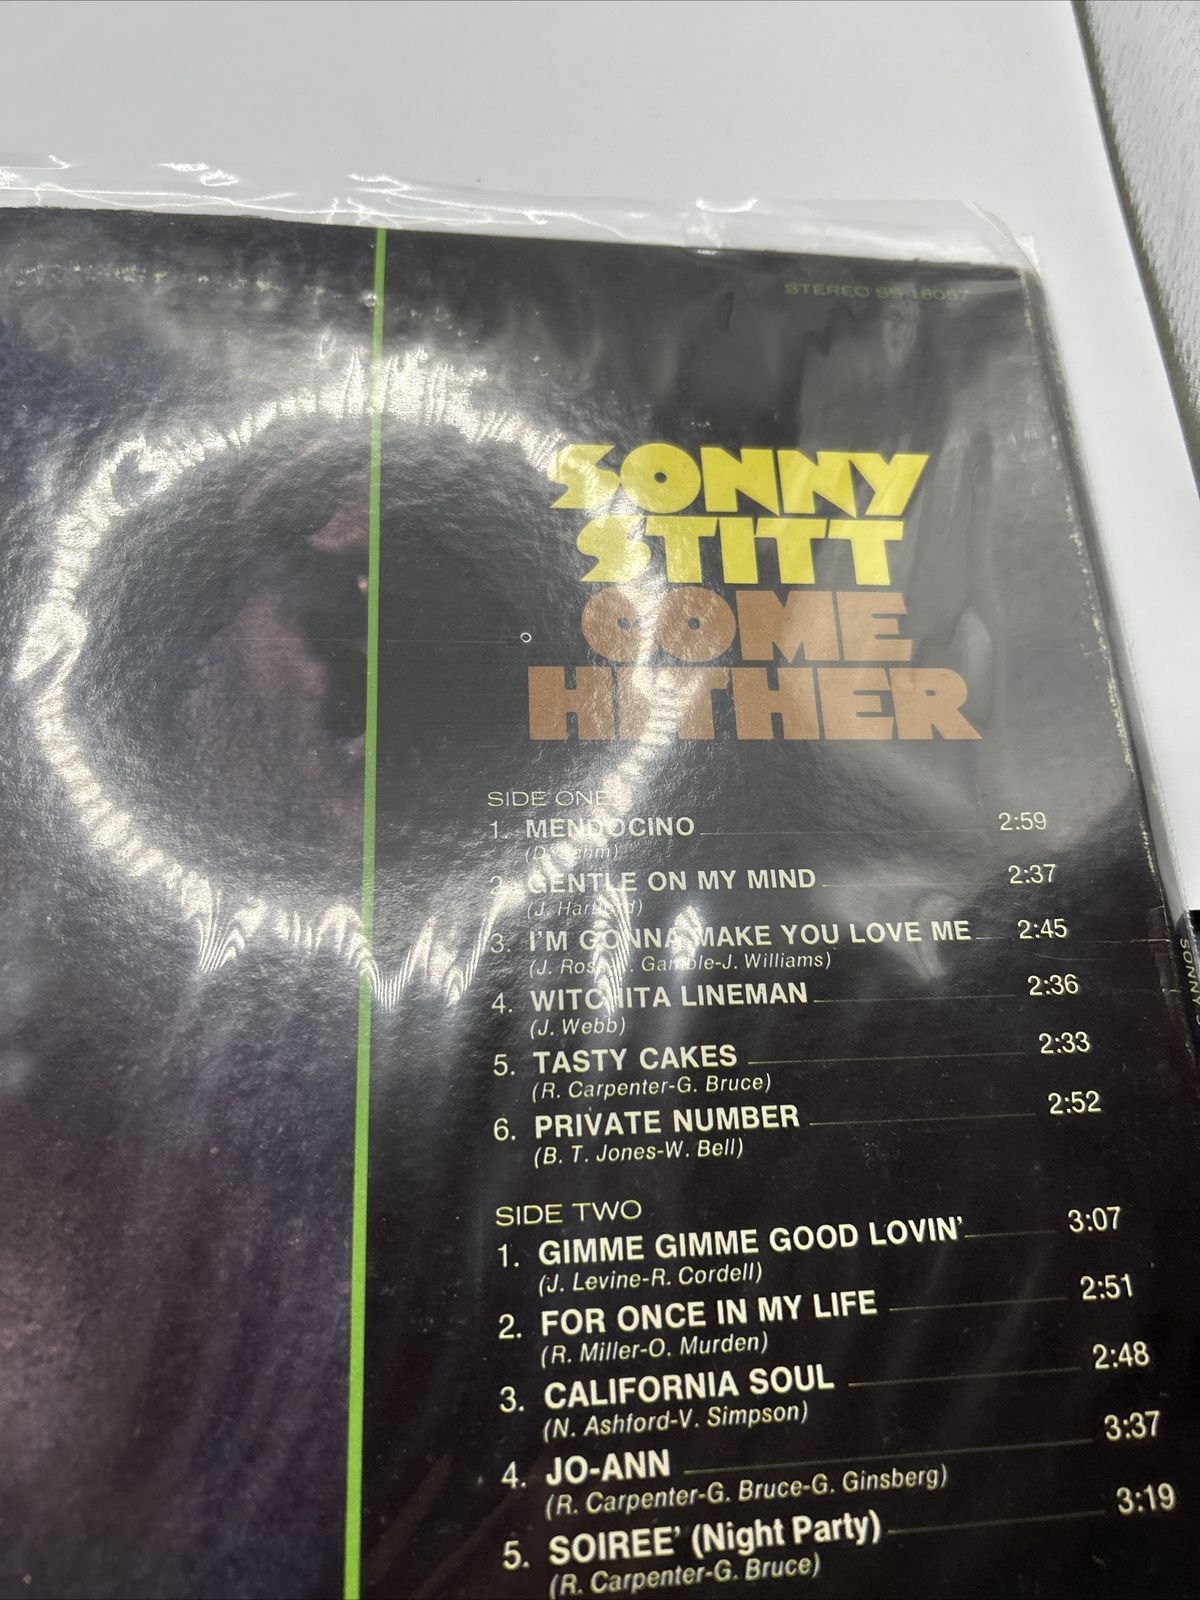 STEREO SS 18057
SONNY
STITT
COME
HITHER
SIDE ONE
1. MENDOCINO 2:59
2. GENTLE ON MY MIND 2:37
(J. Hartford)
3. I'M GONNA MAKE YOU LOVE ME 2:45
(J. Ross- Gamble-J. Williams)
4. WITCHITA LINEMAN 2:36
(J. Webb)
5. TASTY CAKES 2:33
(R. Carpenter-G. Bruce)
6. PRIVATE NUMBER 2:52
(B. T. Jones-W. Bell)
SIDE TWO
1. GIMME GIMME GOOD LOVIN' 3:07
(J. Levine-R. Cordell)
2. FOR ONCE IN MY LIFE 2:51
(R. Miller-O. Murden)
3. CALIFORNIA SOUL 2:48
(N. Ashford-V. Simpson)
4. JO-ANN 3:37
(R. Carpenter-G. Bruce-G. Ginsberg)
5. SOIREE' (Night Party) 3:19
(R. Carpenter-G. Bruce)